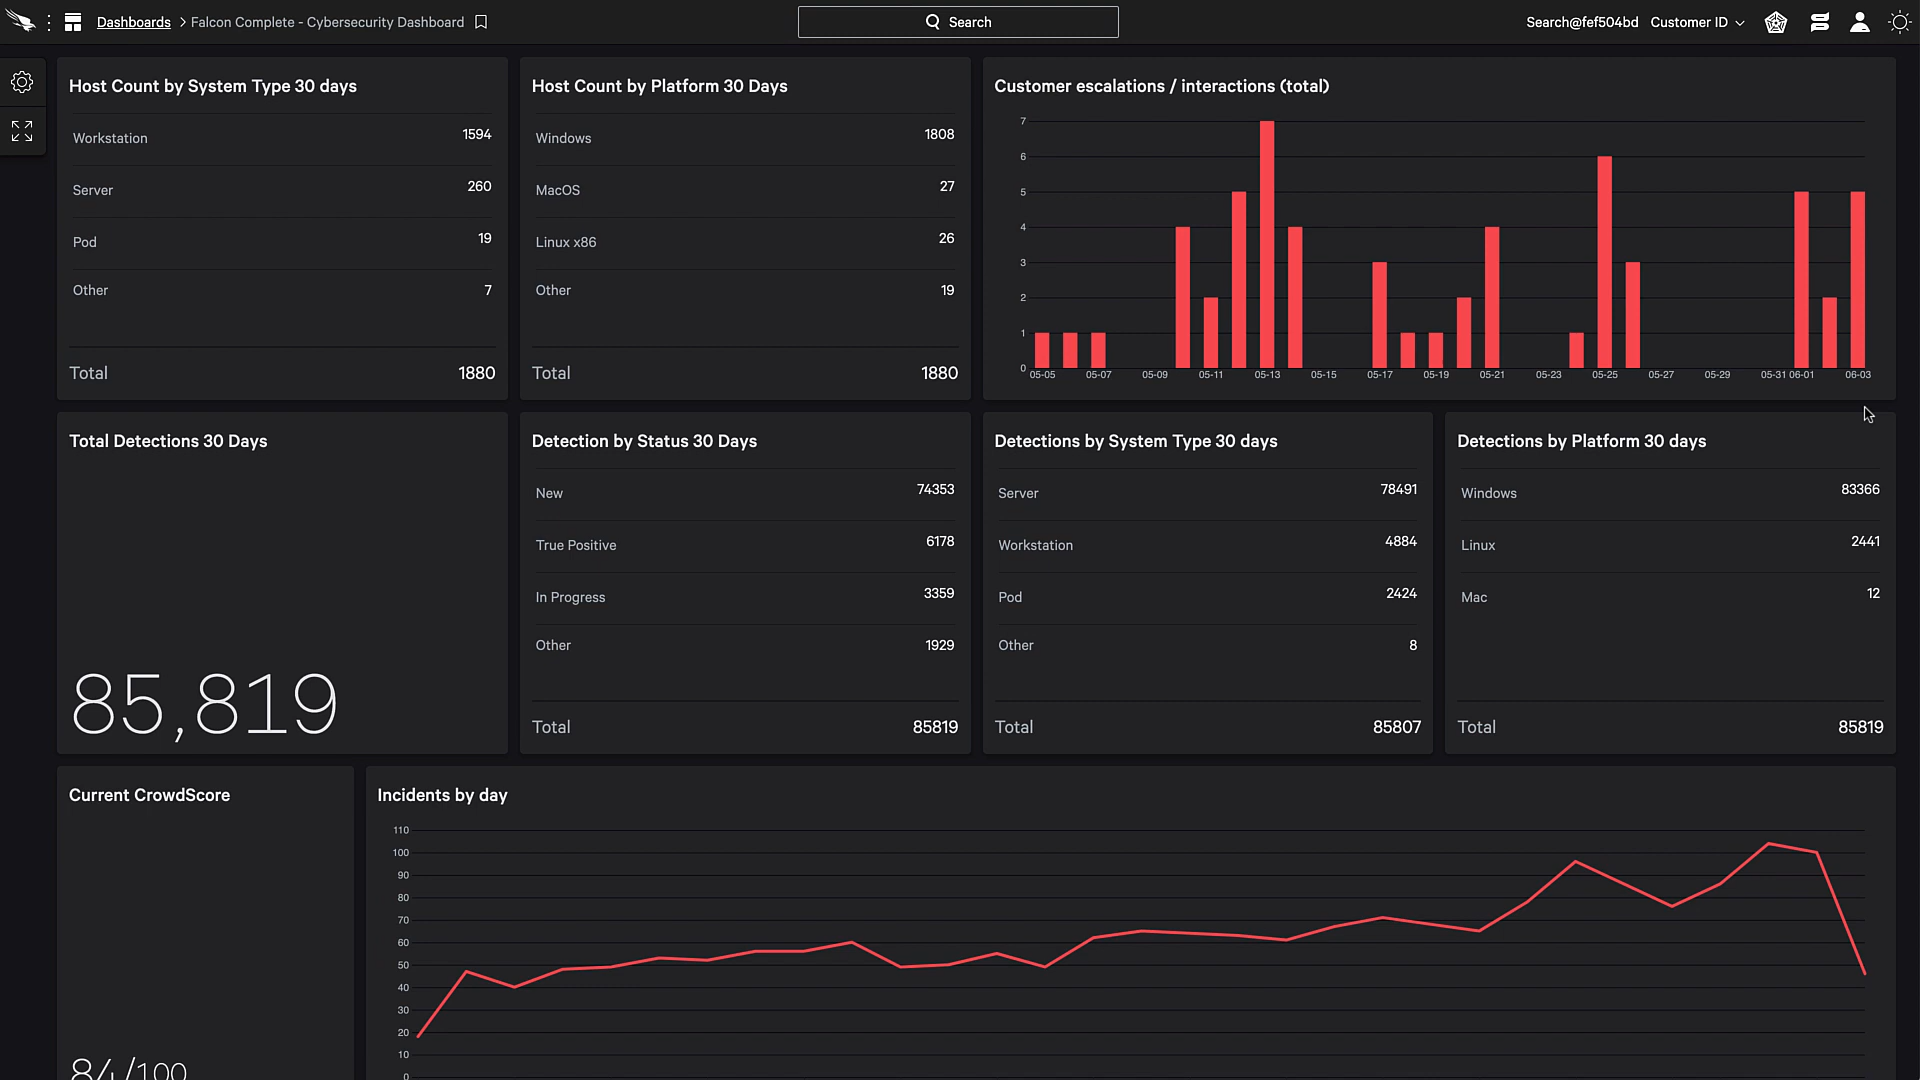 Dashboards > Falcon Complete - Cybersecurity Dashboard
Search
Search@fef504bd Customer ID
Host Count by System Type 30 days
Workstation 1594
Server 260
Pod 19
Other 7
Total 1880
Host Count by Platform 30 Days
Windows 1808
MacOS 27
Linux x86 26
Other 19
Total 1880
Customer escalations / interactions (total)
7
6
5
4
3
2
1
0
05-05 05-07 05-09 05-11 05-13 05-15 05-17 05-19 05-21 05-23 05-25 05-27 05-29 05-31 06-01 06-03
Total Detections 30 Days
85,819
Detection by Status 30 Days
New 74353
True Positive 6178
In Progress 3359
Other 1929
Total 85819
Detections by System Type 30 days
Server 78491
Workstation 4884
Pod 2424
Other 8
Total 85807
Detections by Platform 30 days
Windows 83366
Linux 2441
Mac 12
Total 85819
Current CrowdScore
84/100
Incidents by day
110
100
90
80
70
60
50
40
30
20
10
0